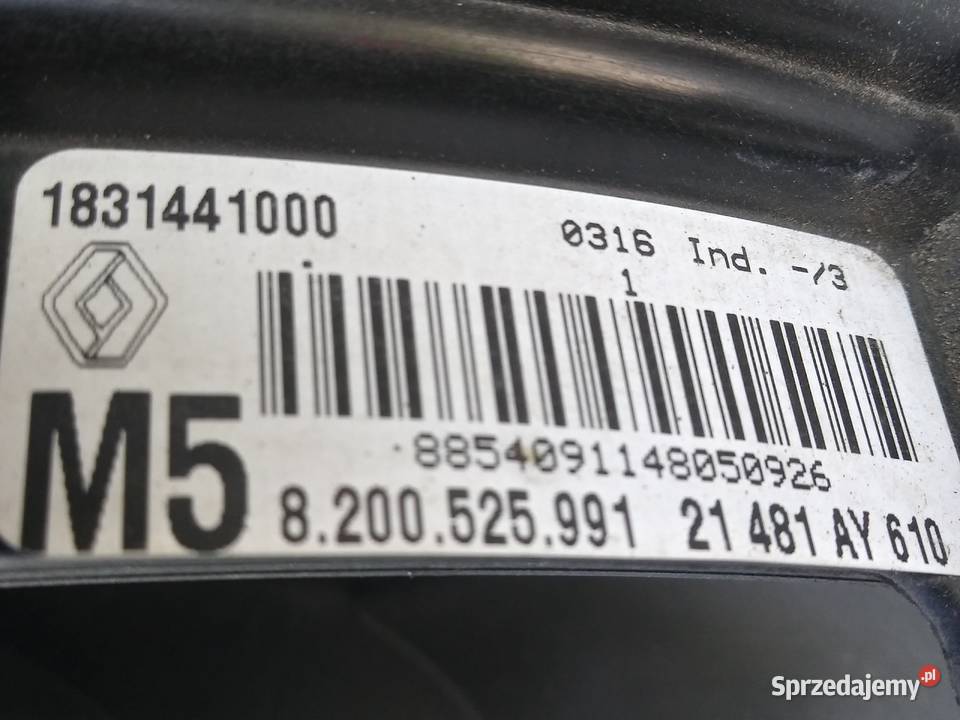 1831441000
0316 Ind. -/3
1
8854091148050926
M5
8.200.525.991 21 481 AY 610
Sprzedajemy.pl